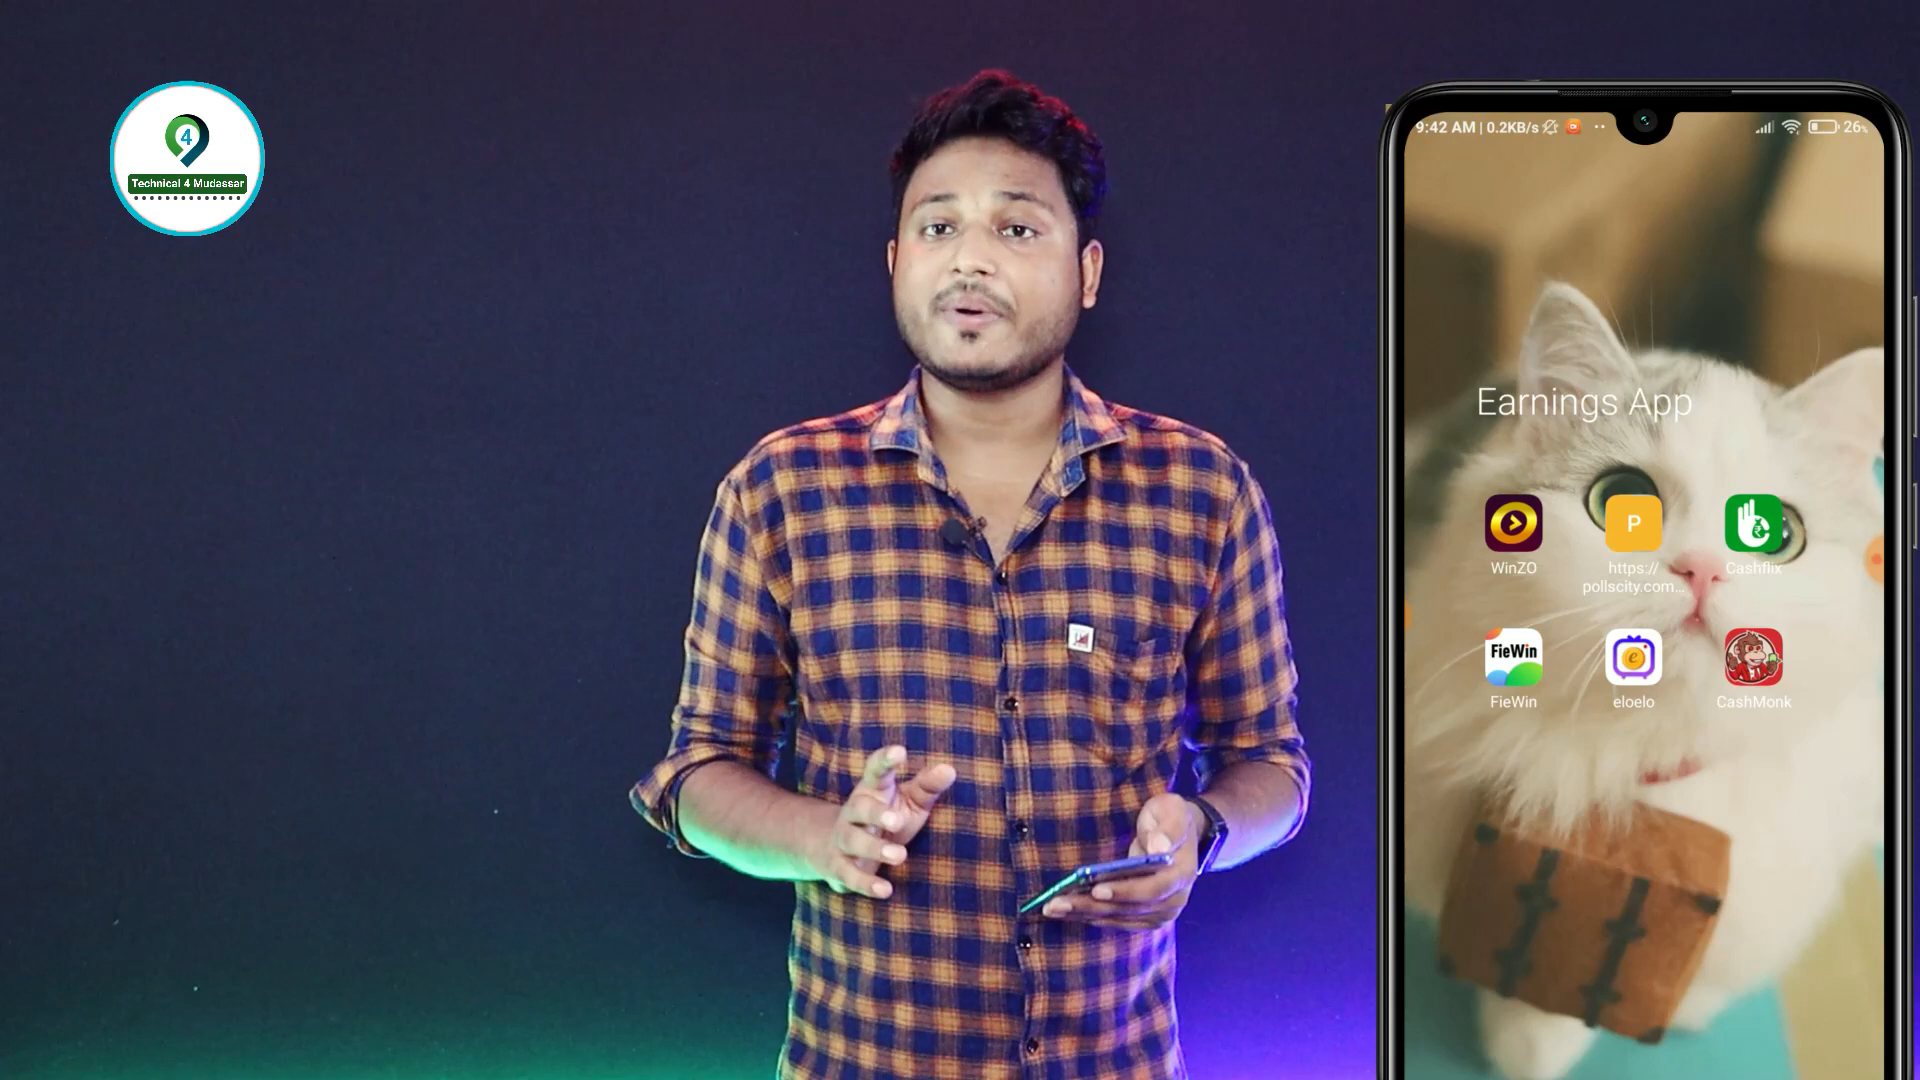 4
Technical 4 Mudassar
9:42 AM | 0.2KB/s
26%
Earnings App
P
WinZO
https://
pollscity.com...
Cashflix
FieWin
FieWin
e
eloelo
CashMonk